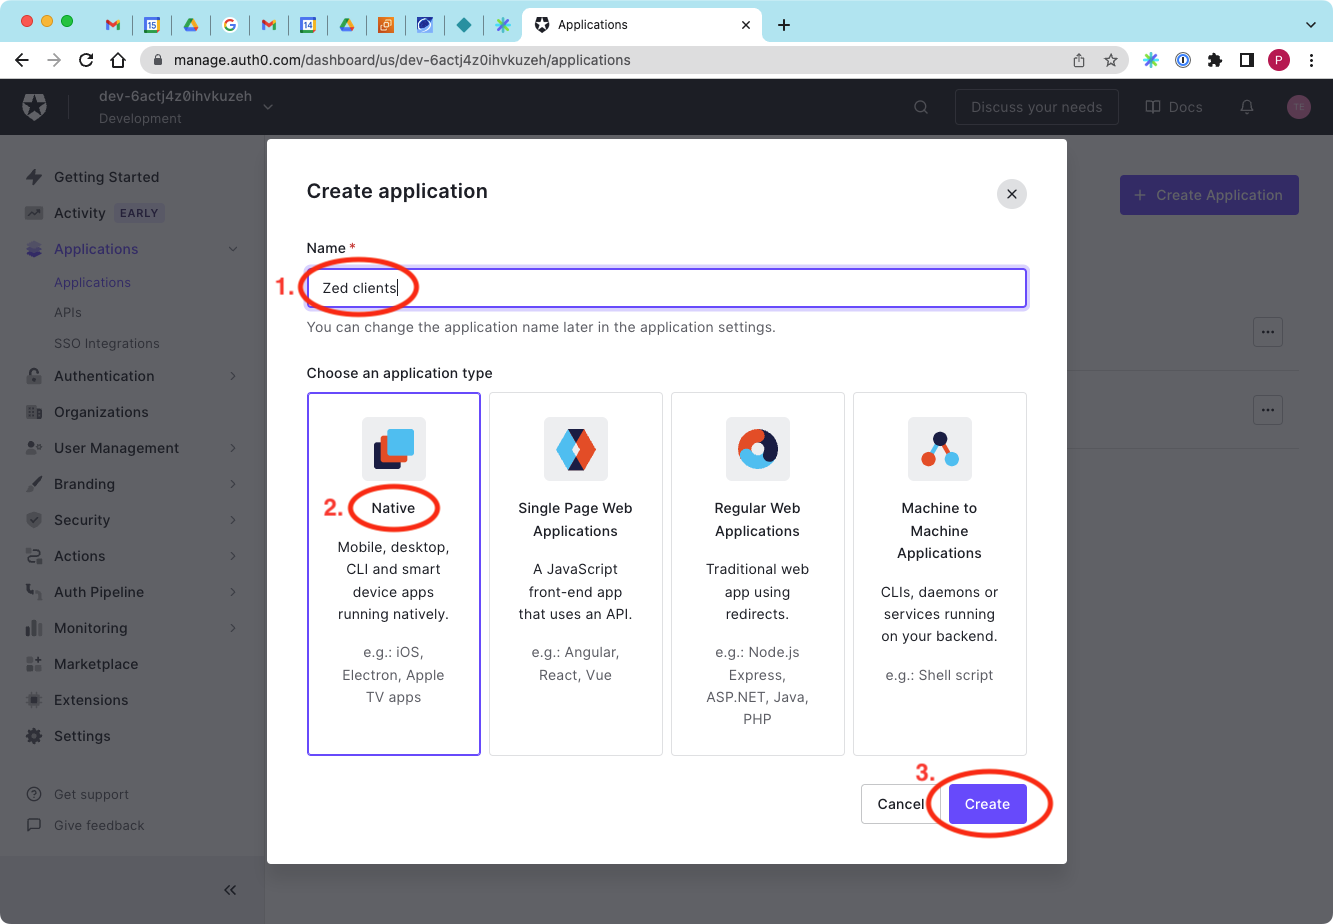 15
14
Applications
manage.auth0.com/dashboard/us/dev-6actj4z0ihvkuzeh/applications
P
dev-6actj4z0ihvkuzeh
Development
Discuss your needs
Docs
TE
Getting Started
Activity EARLY
Applications
Applications
APIs
SSO Integrations
Authentication
Organizations
User Management
Branding
Security
Actions
Auth Pipeline
Monitoring
Marketplace
Extensions
Settings
Get support
Give feedback
+ Create Application
Create application
Name *
1. Zed clients
You can change the application name later in the application settings.
Choose an application type
2. Native
Mobile, desktop,
CLI and smart
device apps
running natively.
e.g.: iOS,
Electron, Apple
TV apps
Single Page Web
Applications
A JavaScript
front-end app
that uses an API.
e.g.: Angular,
React, Vue
Regular Web
Applications
Traditional web
app using
redirects.
e.g.: Node.js
Express,
ASP.NET, Java,
PHP
Machine to
Machine
Applications
CLIs, daemons or
services running
on your backend.
e.g.: Shell script
3.
Cancel
Create